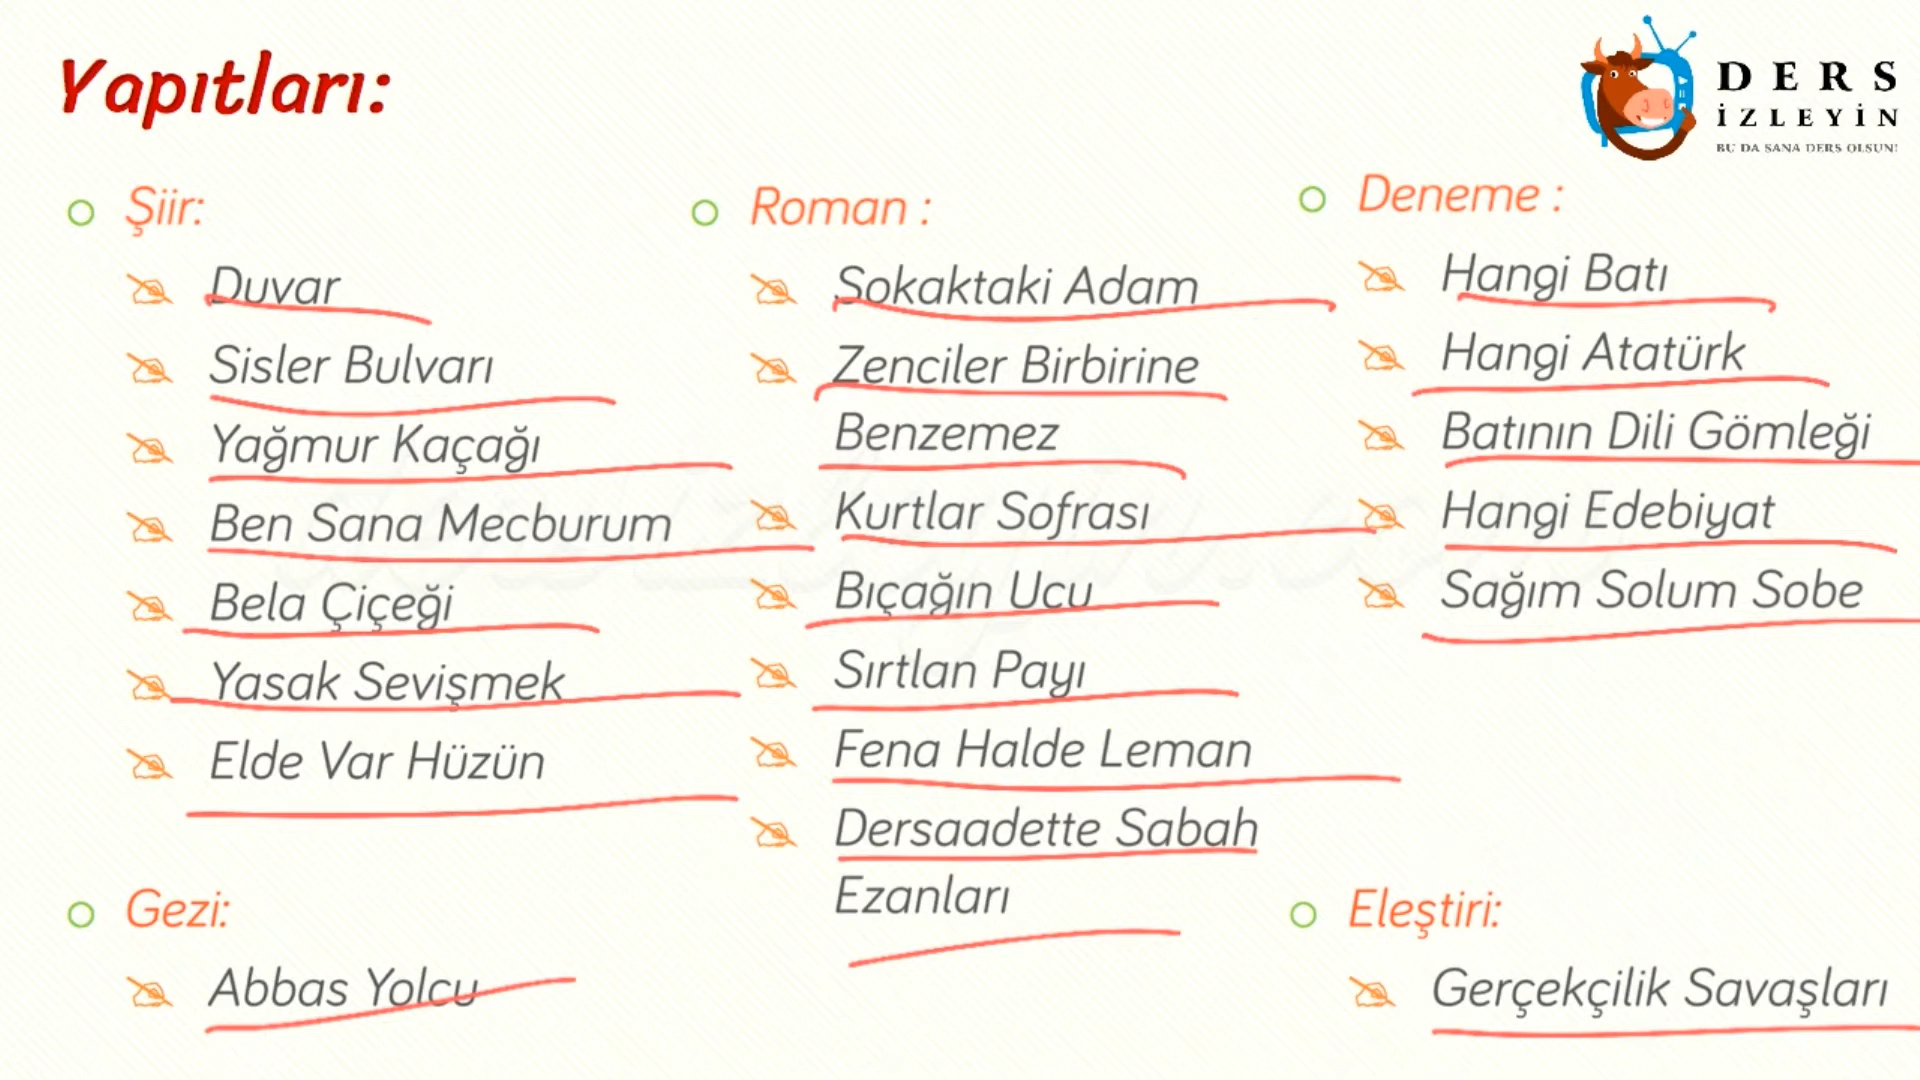 Yapıtları:
DERS
İZLEYİN
BU DA SANA DERS OLSUN!
Şiir:
Duvar
Sisler Bulvarı
Yağmur Kaçağı
Ben Sana Mecburum
Bela Çiçeği
Yasak Sevişmek
Elde Var Hüzün
Gezi:
Abbas Yolcu
Roman :
Sokaktaki Adam
Zenciler Birbirine
Benzemez
Kurtlar Sofrası
Bıçağın Ucu
Sırtlan Payı
Fena Halde Leman
Dersaadette Sabah
Ezanları
Deneme :
Hangi Batı
Hangi Atatürk
Batının Dili Gömleği
Hangi Edebiyat
Sağım Solum Sobe
Eleştiri:
Gerçekçilik Savaşları